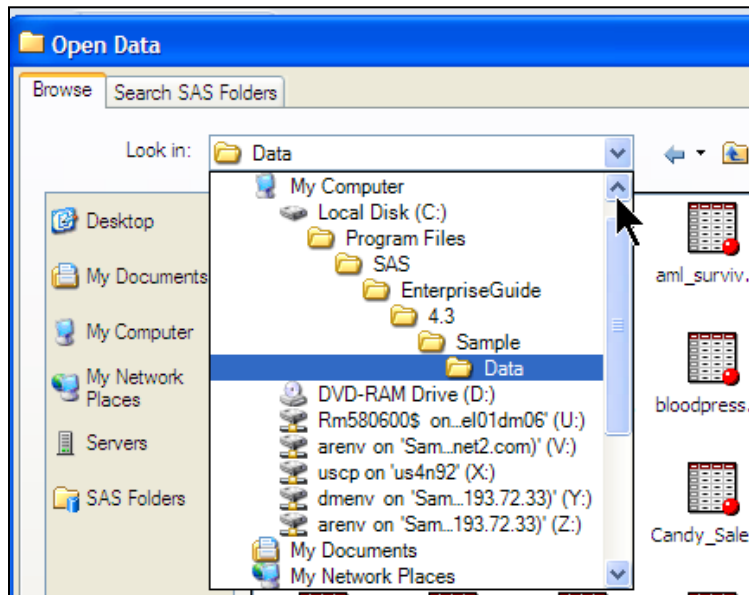 Open Data
Browse
Search SAS Folders
Look in:
Data
My Computer
Local Disk (C:)
Program Files
SAS
EnterpriseGuide
4.3
Sample
Data
DVD-RAM Drive (D:)
Rm580600$ on...el01dm06' (U:)
arenv on 'Sam...net2.com)' (V:)
uscp on 'us4n92' (X:)
dmenv on 'Sam...193.72.33)' (Y:)
arenv on 'Sam...193.72.33)' (Z:)
My Documents
My Network Places
Desktop
My Documents
My Computer
My Network
Places
Servers
SAS Folders
aml_surviv.
bloodpress.
Candy_Sale